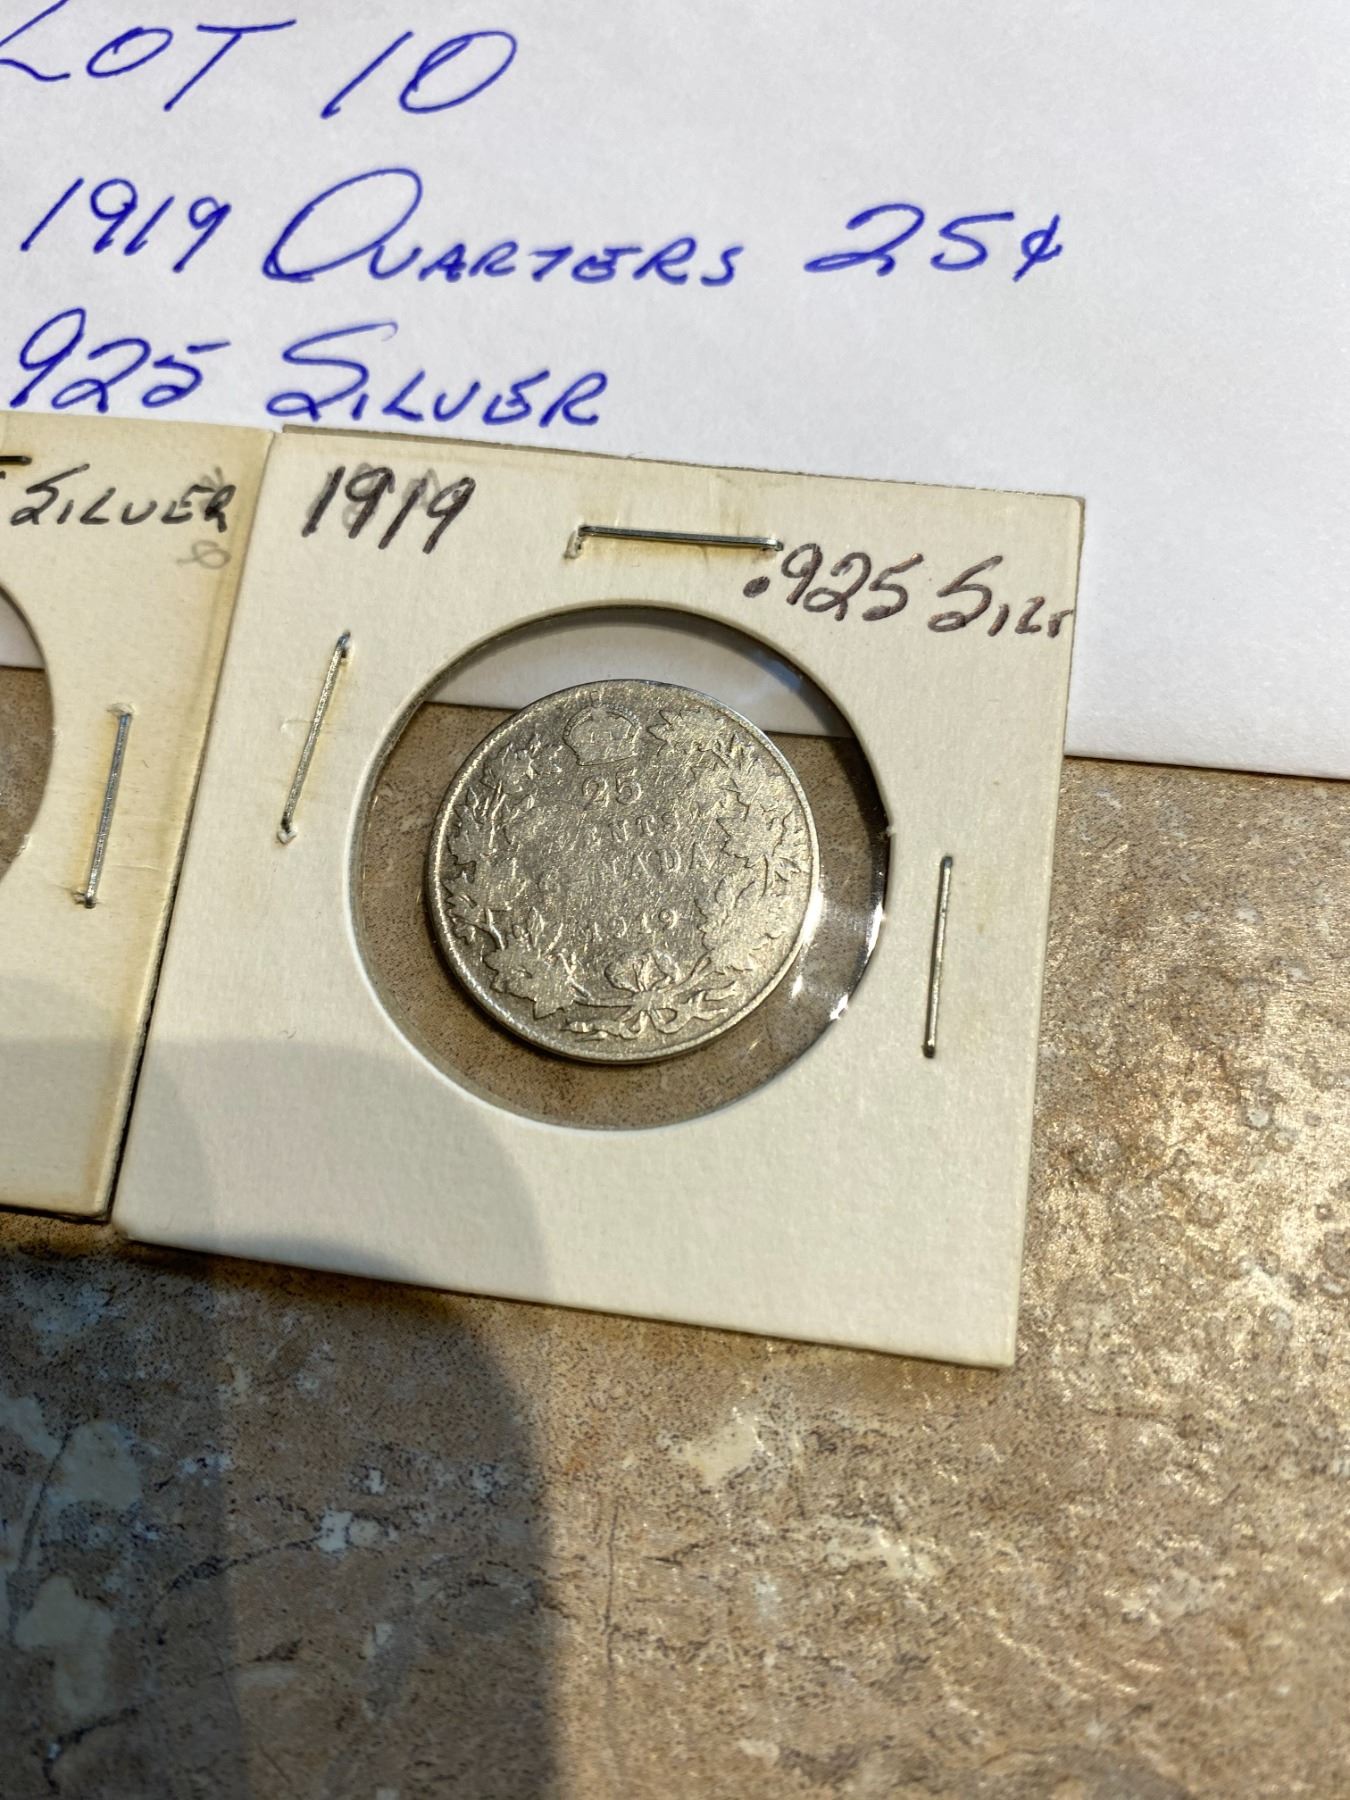 LOT 10
1919 QUARTERS 25¢
925 SILVER
SILVER
1919
.925 SILV
25
CENTS
CANADA
1919